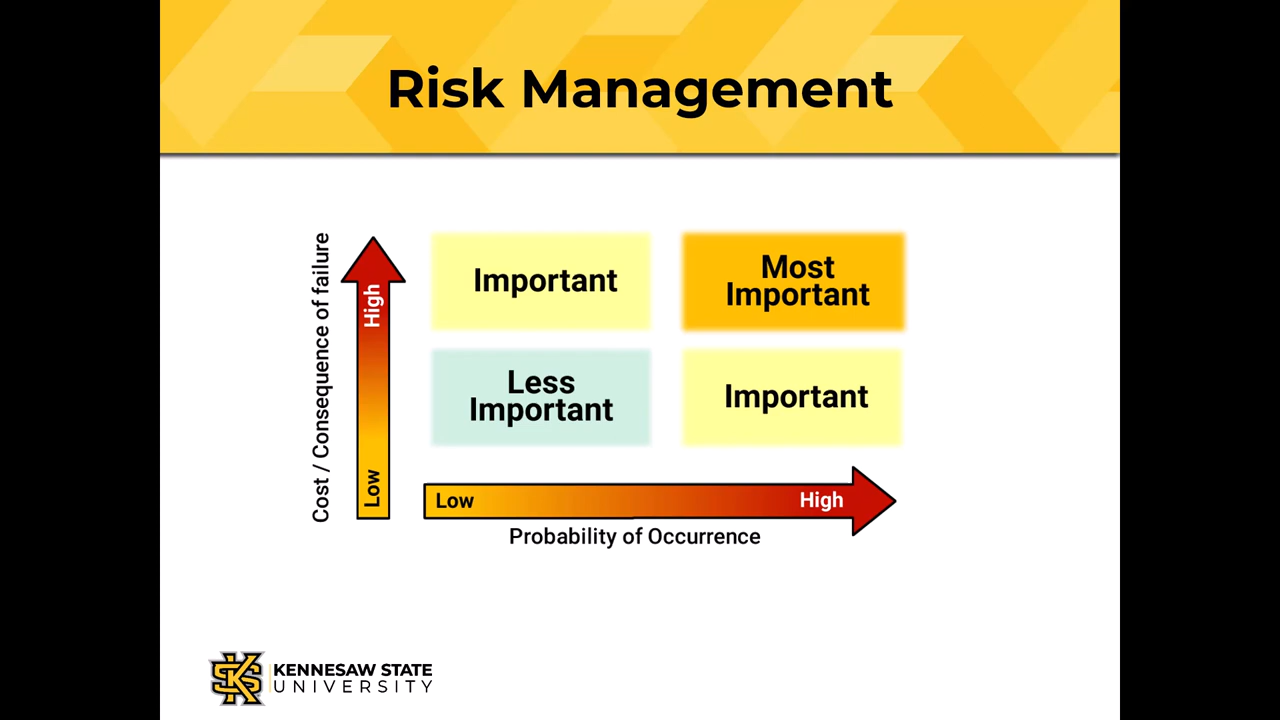 Risk Management
Cost / Consequence of failure
High
Low
Important
Most
Important
Less
Important
Important
Low
High
Probability of Occurrence
KS
KENNESAW STATE
UNIVERSITY